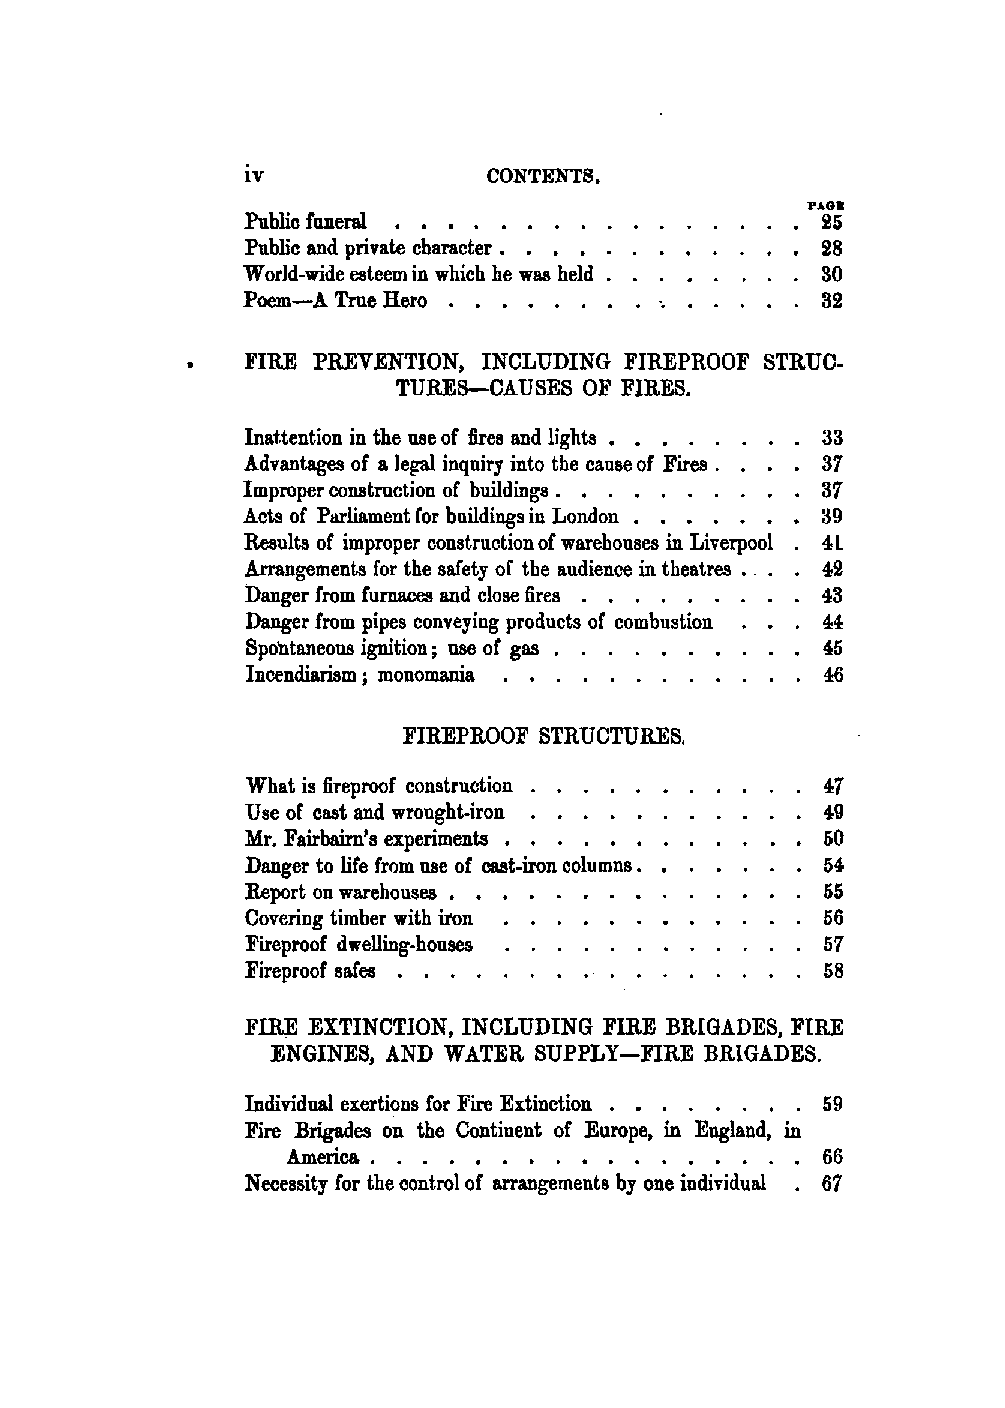 iv CONTENTS.
PAGE
Public funeral . . . . . . . . . . . . . . . . 25
Public and private character . . . . . . . . . . . . 28
World-wide esteem in which he was held . . . . . . . . 30
Poem—A True Hero . . . . . . . . . . . . . . 32
FIRE PREVENTION, INCLUDING FIREPROOF STRUC-
TURES—CAUSES OF FIRES.
Inattention in the use of fires and lights . . . . . . . . 33
Advantages of a legal inquiry into the cause of Fires . . . . 37
Improper construction of buildings . . . . . . . . . . 37
Acts of Parliament for buildings in London . . . . . . . 39
Results of improper construction of warehouses in Liverpool . 41
Arrangements for the safety of the audience in theatres . . . 42
Danger from furnaces and close fires . . . . . . . . . 43
Danger from pipes conveying products of combustion . . . 44
Spontaneous ignition; use of gas . . . . . . . . . . 45
Incendiarism; monomania . . . . . . . . . . . . 46
FIREPROOF STRUCTURES.
What is fireproof construction . . . . . . . . . . . 47
Use of cast and wrought-iron . . . . . . . . . . . 49
Mr. Fairbairn's experiments . . . . . . . . . . . . 50
Danger to life from use of cast-iron columns . . . . . . . 54
Report on warehouses . . . . . . . . . . . . . . 55
Covering timber with iron . . . . . . . . . . . . 56
Fireproof dwelling-houses . . . . . . . . . . . . 57
Fireproof safes . . . . . . . . . . . . . . . . 58
FIRE EXTINCTION, INCLUDING FIRE BRIGADES, FIRE
ENGINES, AND WATER SUPPLY—FIRE BRIGADES.
Individual exertions for Fire Extinction . . . . . . . . 59
Fire Brigades on the Continent of Europe, in England, in
America . . . . . . . . . . . . . . . . . 66
Necessity for the control of arrangements by one individual . 67